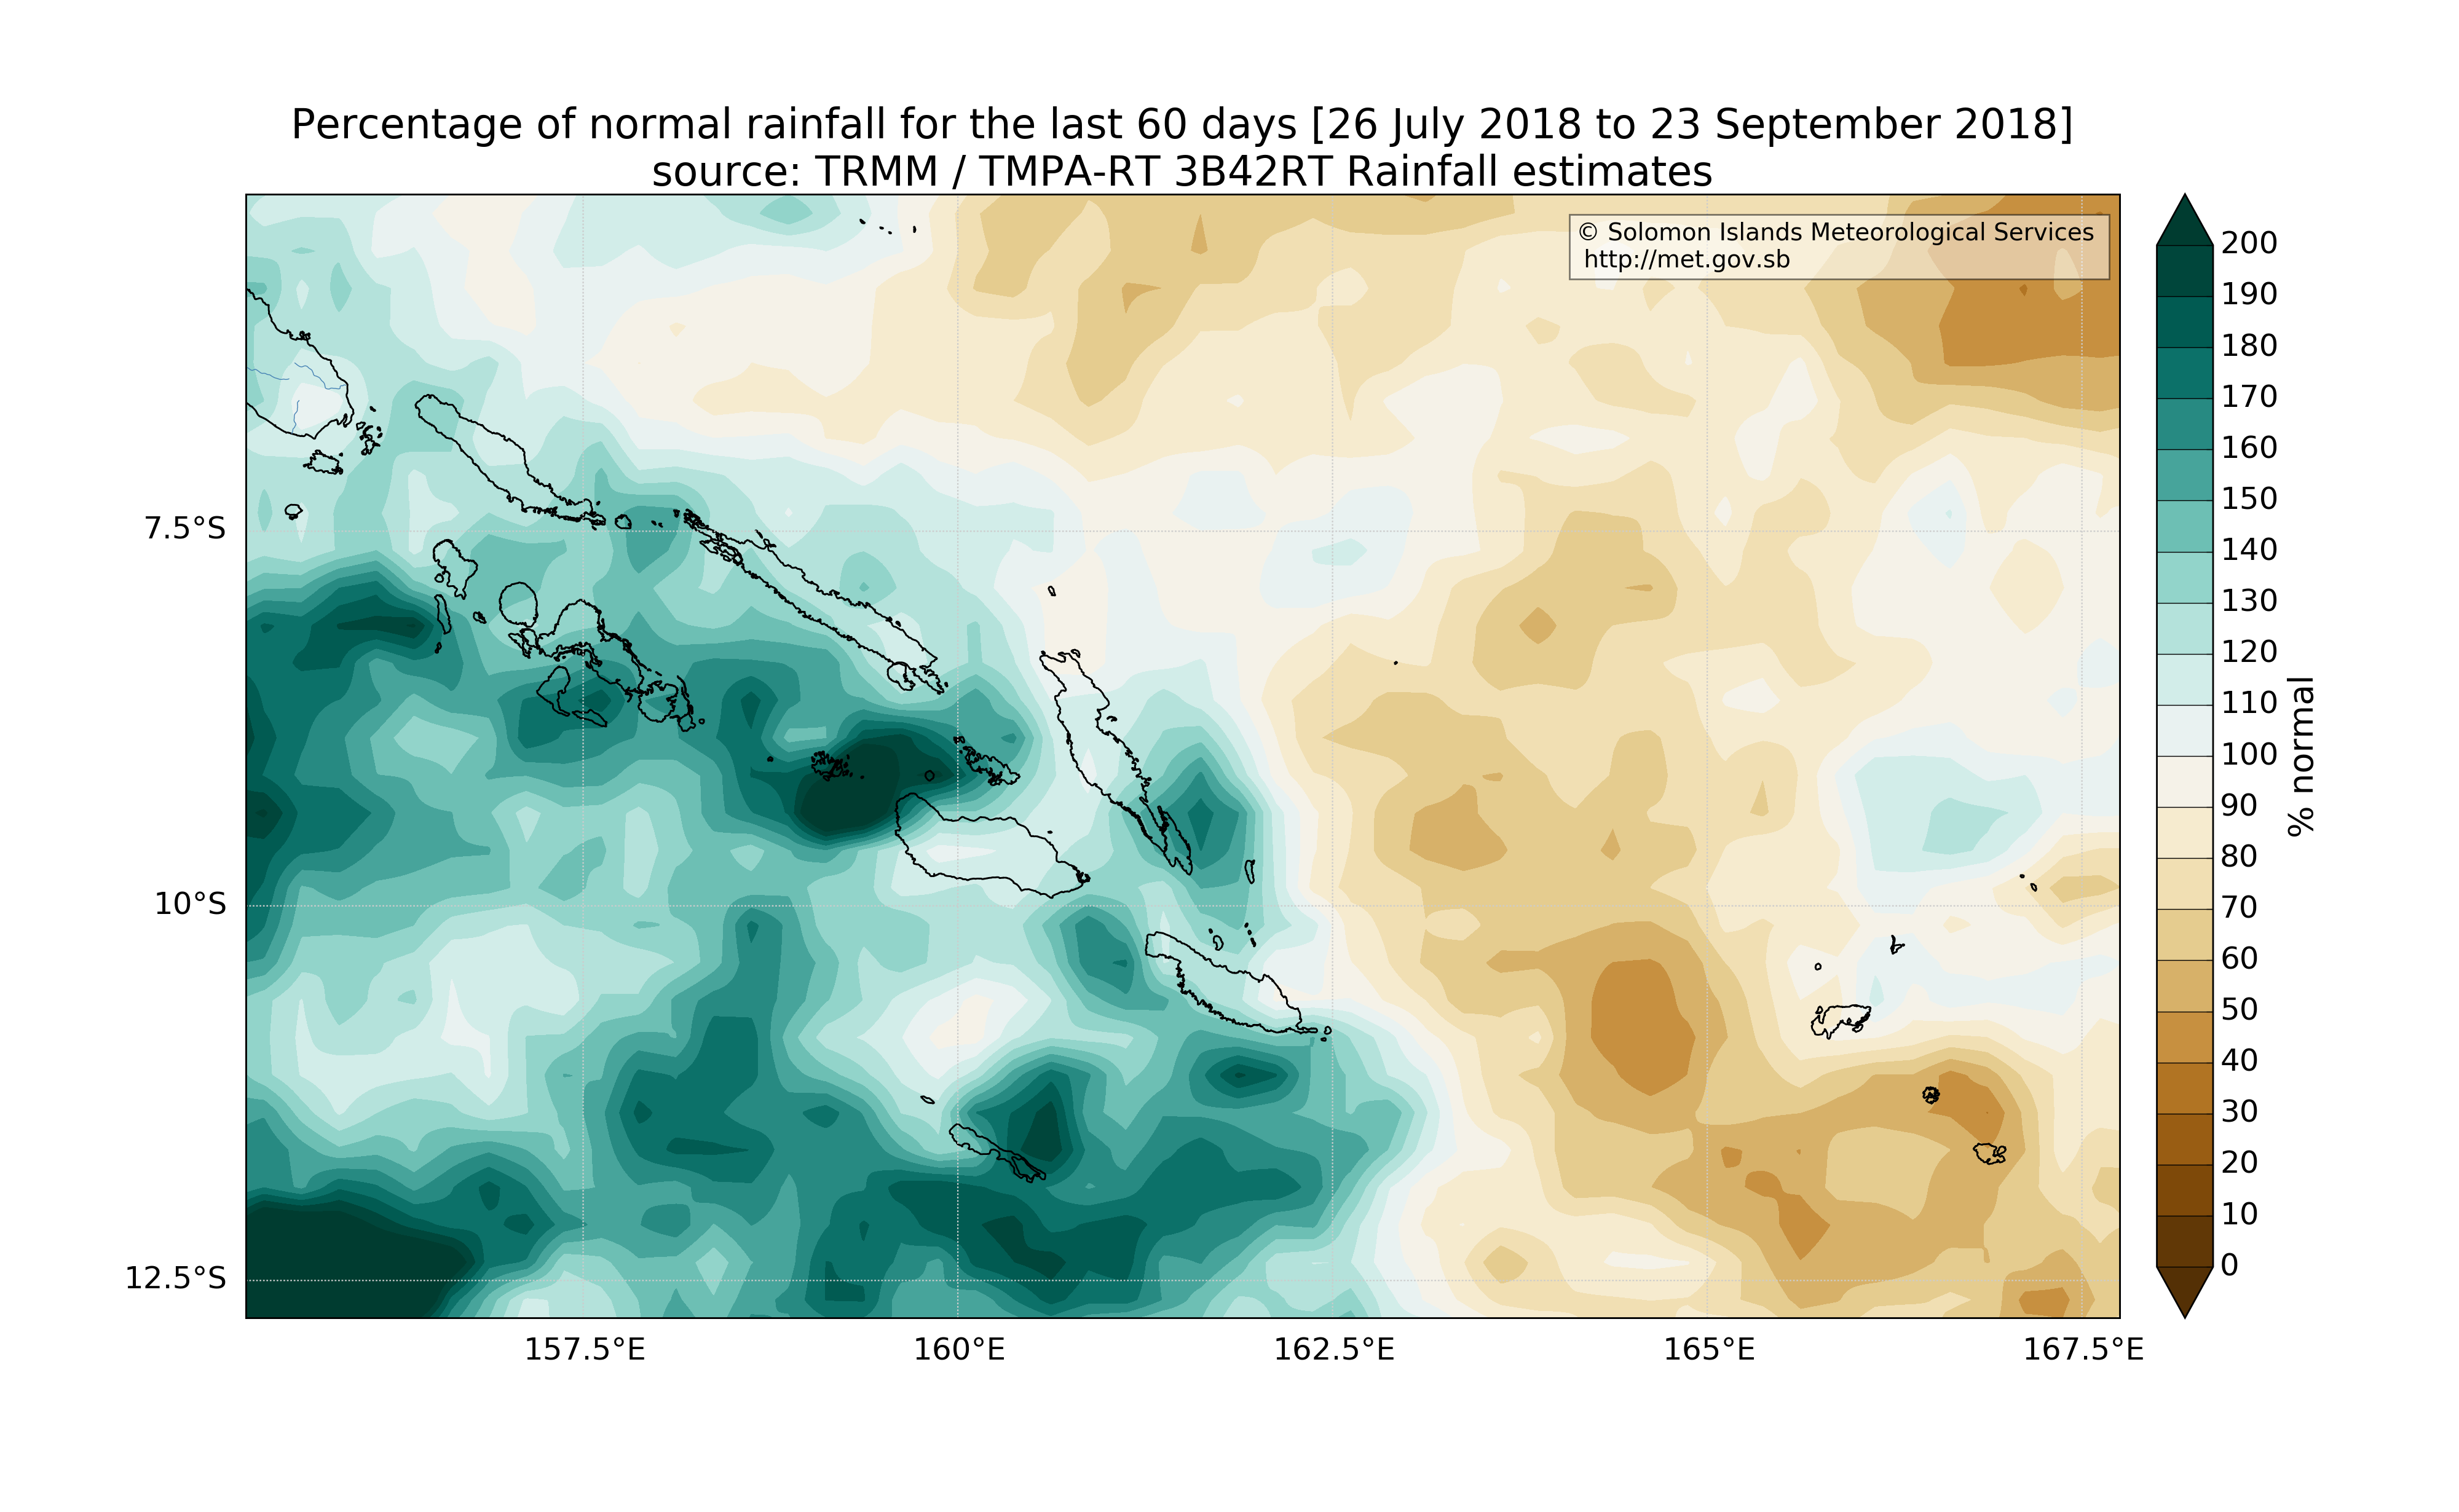 Percentage of normal rainfall for the last 60 days [26 July 2018 to 23 September 2018]
source: TRMM / TMPA-RT 3B42RT Rainfall estimates
© Solomon Islands Meteorological Services
http://met.gov.sb
7.5°S
10°S
12.5°S
157.5°E
160°E
162.5°E
165°E
167.5°E
200
190
180
170
160
150
140
130
120
110
100
90
80
70
60
50
40
30
20
10
0
% normal